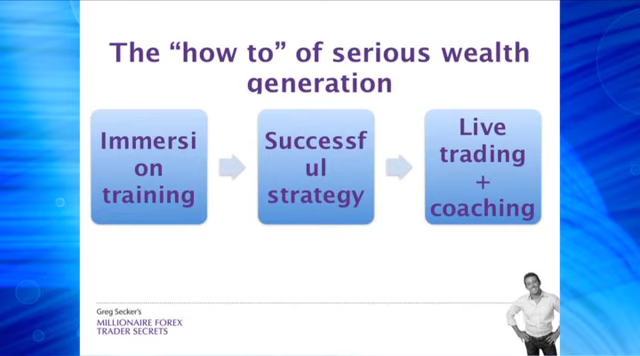 The “how to” of serious wealth
generation
Immersi
on
training
Successf
ul
strategy
Live
trading
+
coaching
Greg Secker's
MILLIONAIRE FOREX
TRADER SECRETS